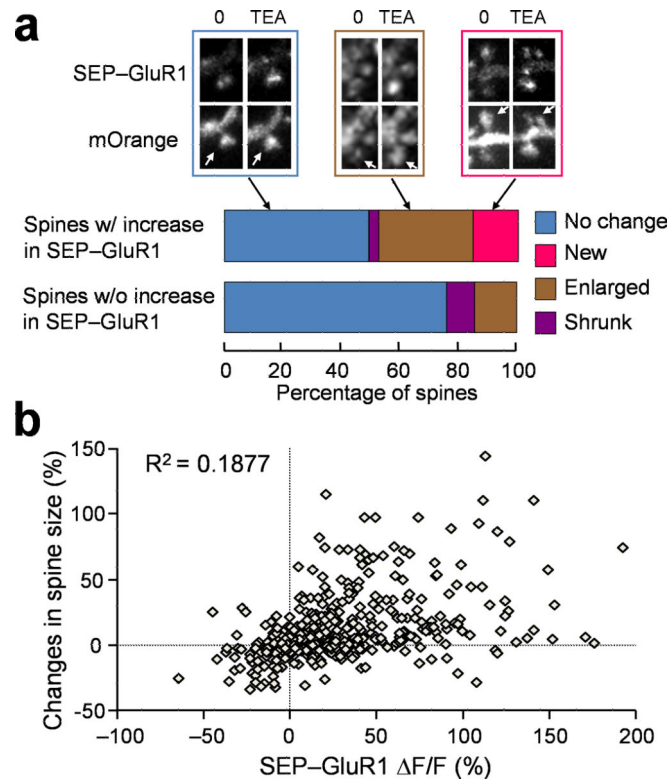 a
0 TEA 0 TEA 0 TEA
SEP–GluR1
mOrange
Spines w/ increase
in SEP–GluR1
Spines w/o increase
in SEP–GluR1
No change
New
Enlarged
Shrunk
0 20 40 60 80 100
Percentage of spines
b
R² = 0.1877
Changes in spine size (%)
150
100
50
0
-50
−100 −50 0 50 100 150 200
SEP–GluR1 ΔF/F (%)